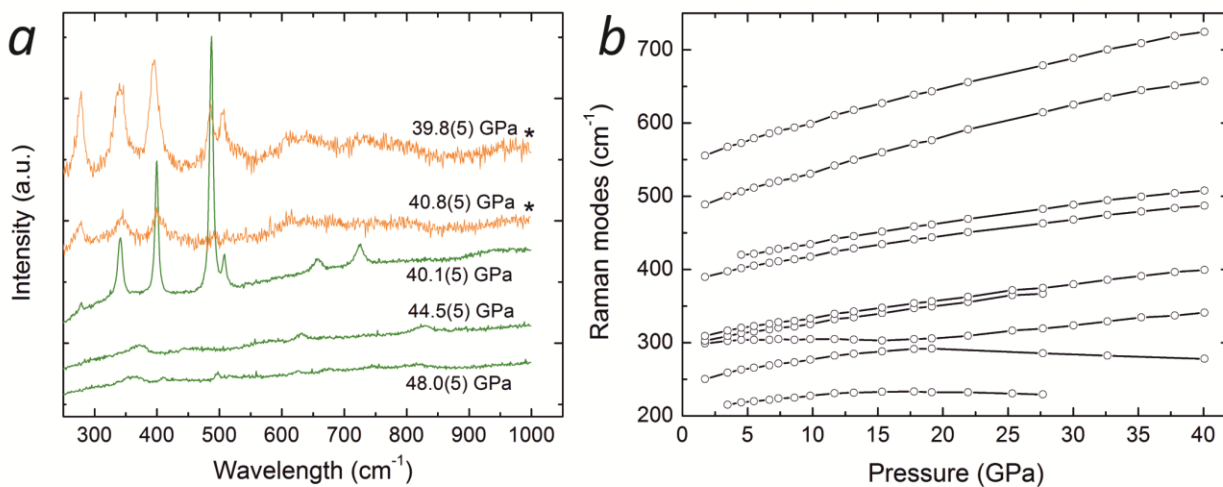 a
Intensity (a.u.)
39.8(5) GPa *
40.8(5) GPa *
40.1(5) GPa
44.5(5) GPa
48.0(5) GPa
300 400 500 600 700 800 900 1000
Wavelength (cm⁻¹)
b
Raman modes (cm⁻¹)
700
600
500
400
300
200
0 5 10 15 20 25 30 35 40
Pressure (GPa)